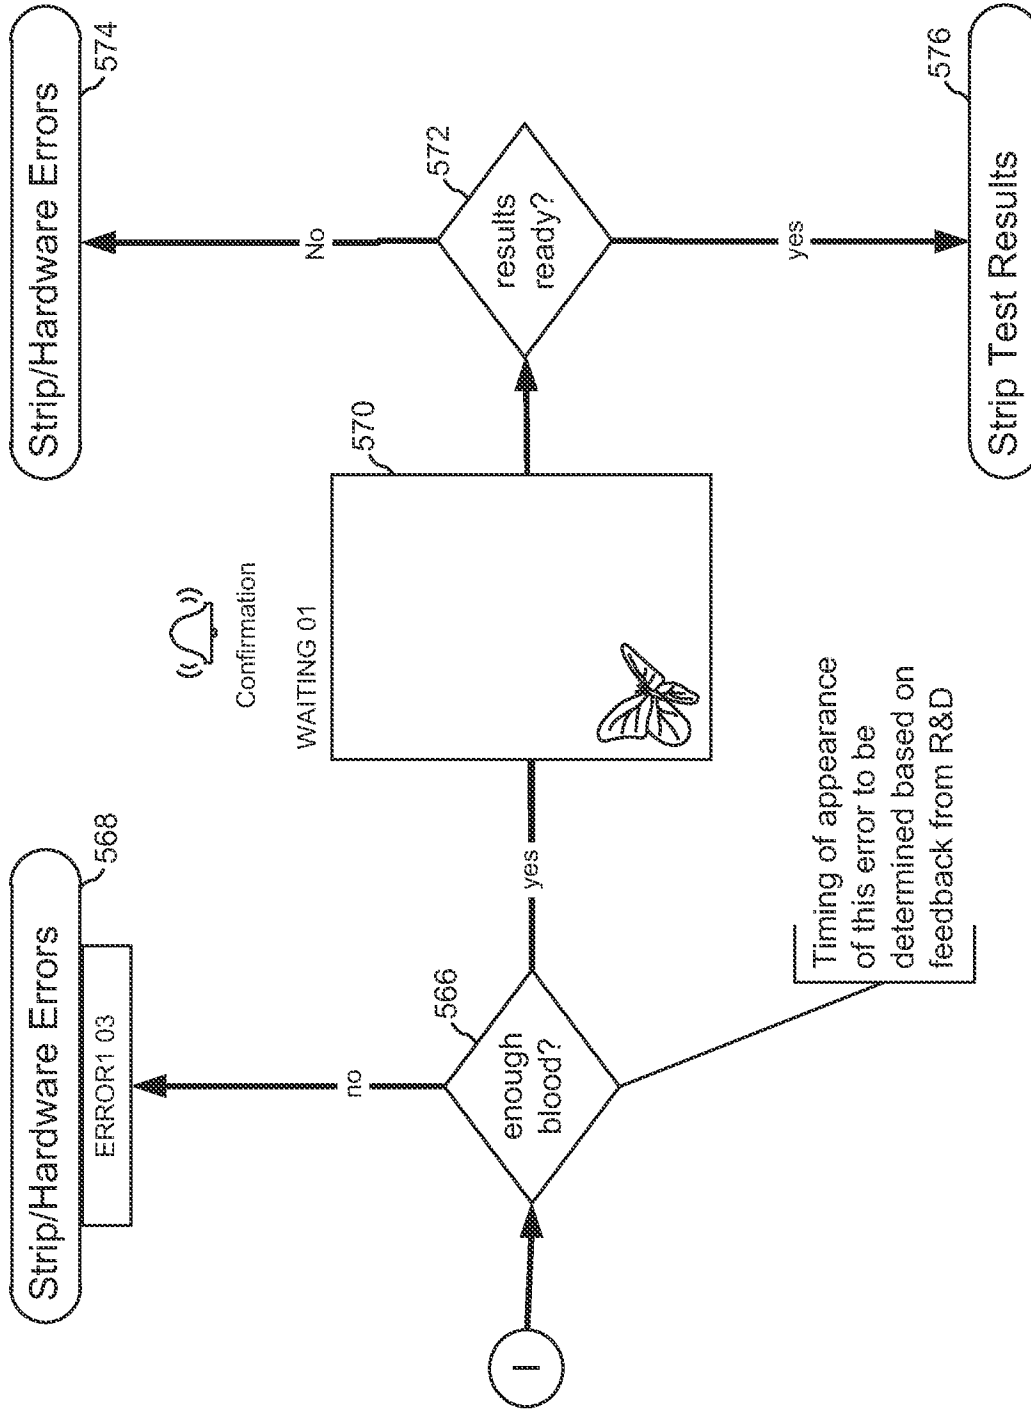 Strip/Hardware Errors
568
ERROR1 03
no
I
enough
blood?
566
yes
Timing of appearance
of this error to be
determined based on
feedback from R&D
Confirmation
WAITING 01
570
results
ready?
572
No
Strip/Hardware Errors
574
yes
Strip Test Results
576